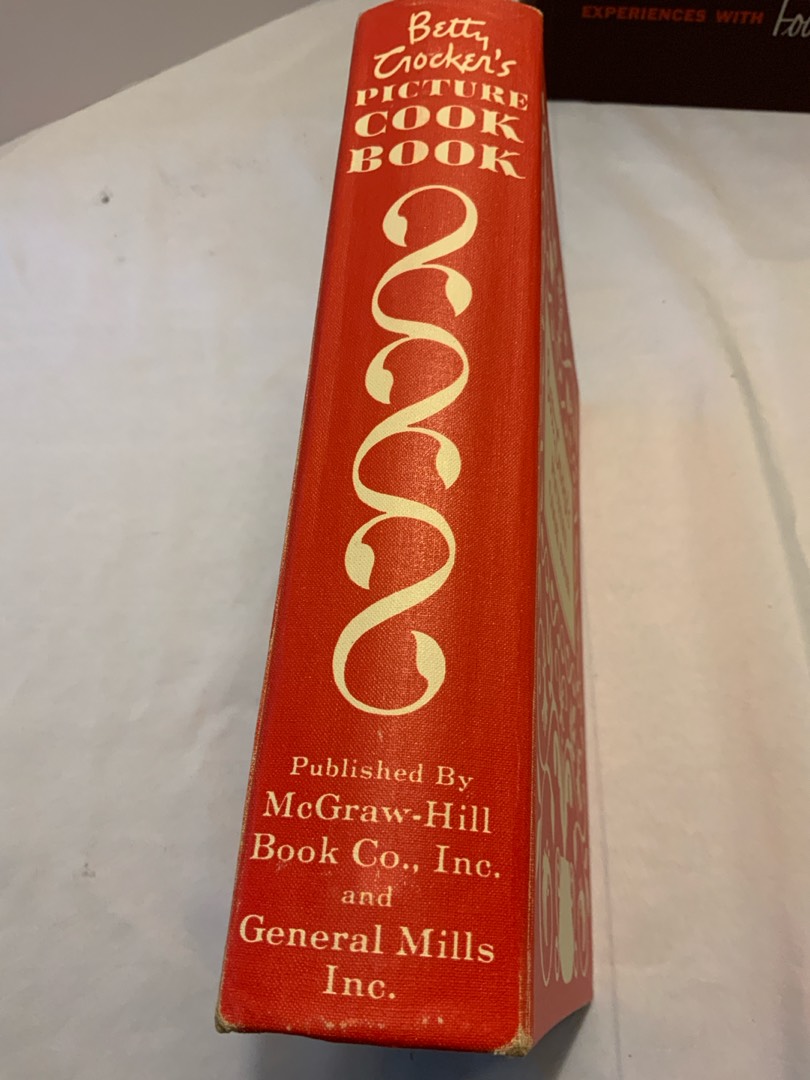 EXPERIENCES WITH
Betty
Crocker's
PICTURE
COOK
BOOK
Published By
McGraw-Hill
Book Co., Inc.
and
General Mills
Inc.